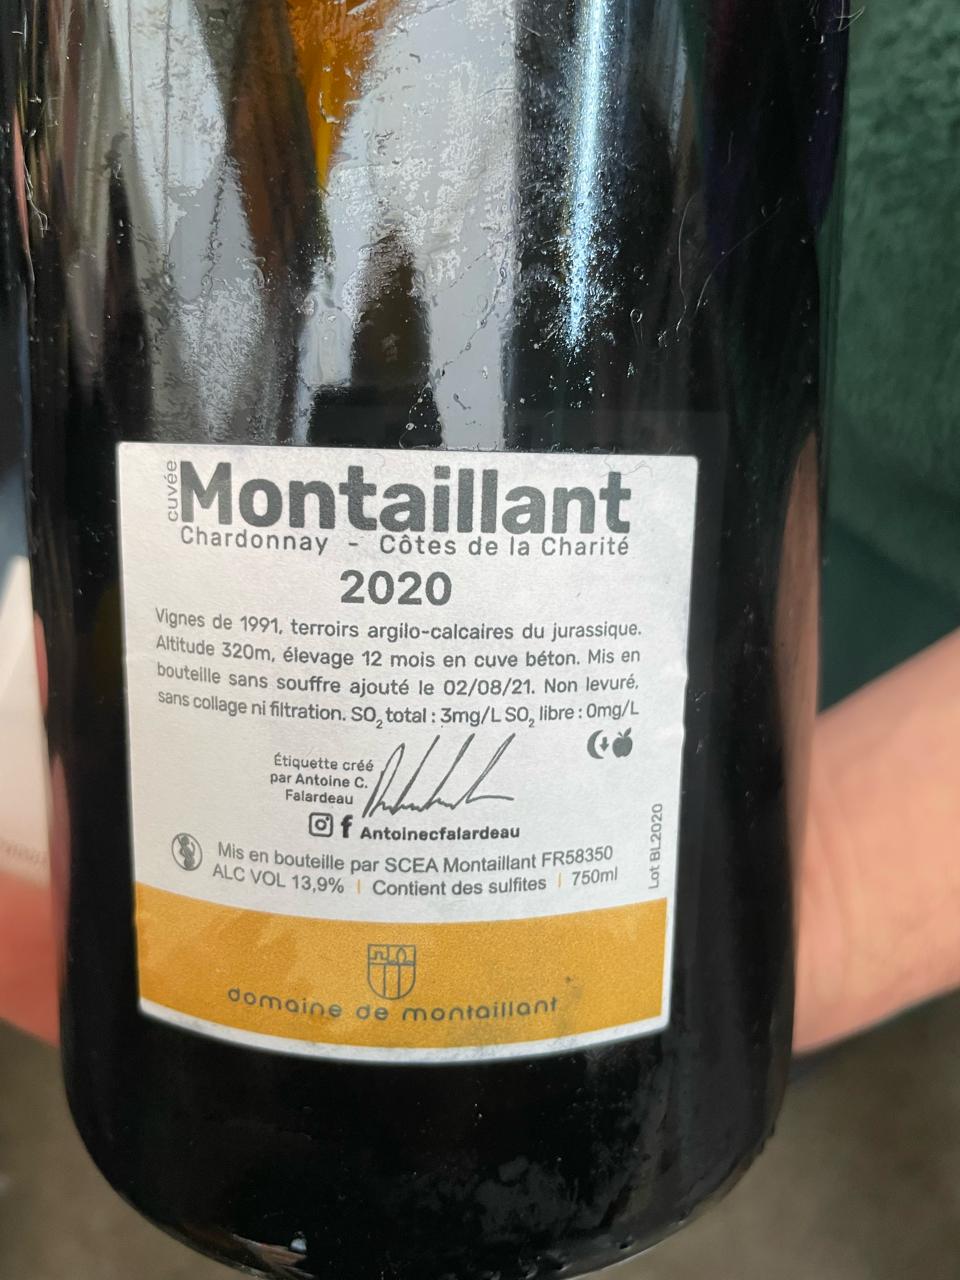 cuvée
Montaillant
Chardonnay - Côtes de la Charité
2020
Vignes de 1991, terroirs argilo-calcaires du jurassique.
Altitude 320m, élevage 12 mois en cuve béton. Mis en
bouteille sans souffre ajouté le 02/08/21. Non levuré,
sans collage ni filtration. SO₂ total : 3mg/L SO₂ libre : 0mg/L
Étiquette créé
par Antoine C.
Falardeau
Antoinecfalardeau
Mis en bouteille par SCEA Montaillant FR58350
ALC VOL 13,9% | Contient des sulfites | 750ml
Lot BL2020
domaine de montaillant